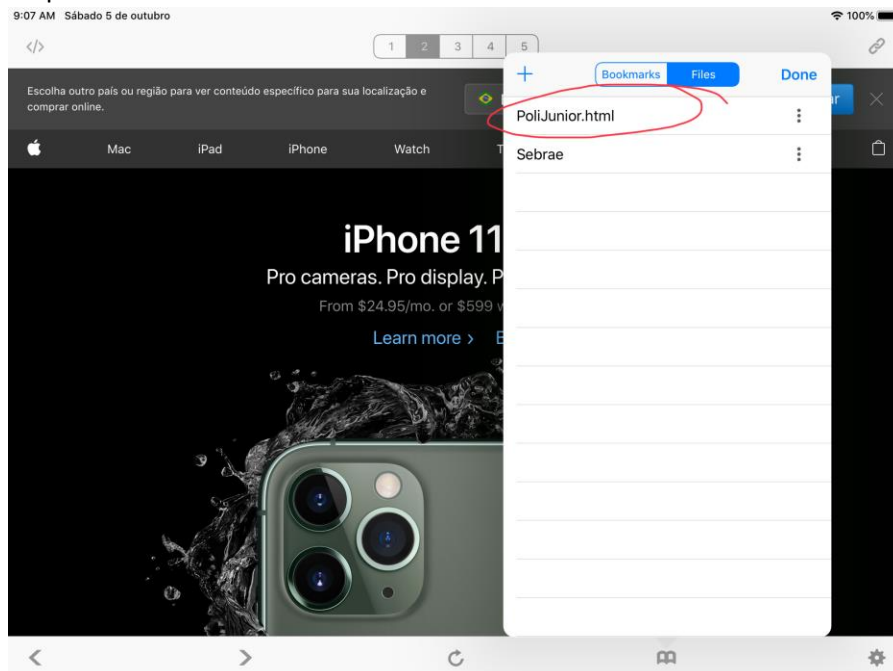 9:07 AM Sábado 5 de outubro
100%
</>
1 2 3 4 5
+ Bookmarks Files Done
Escolha outro país ou região para ver conteúdo específico para sua localização e
comprar online.
PoliJunior.html
Mac iPad iPhone Watch
Sebrae
iPhone 11
Pro cameras. Pro display. P
From $24.95/mo. or $599
Learn more >